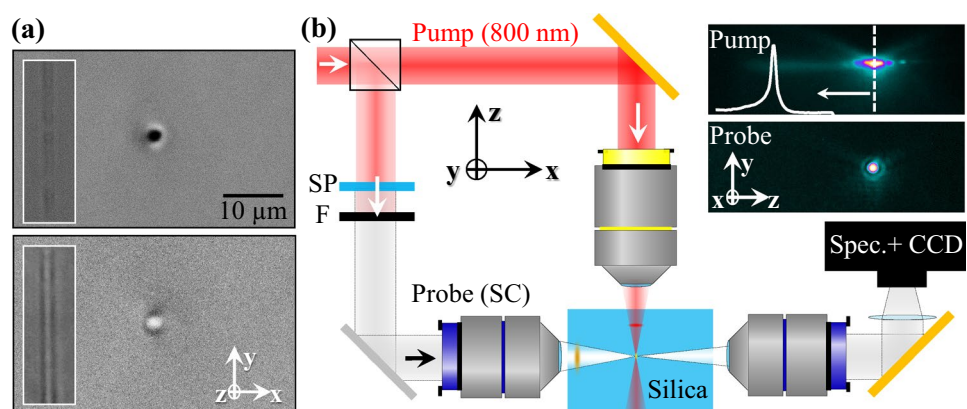 (a)
10 µm
y
z x
(b)
Pump (800 nm)
z
y x
SP
F
Probe (SC)
Silica
Pump
Probe
y
x z
Spec.+ CCD